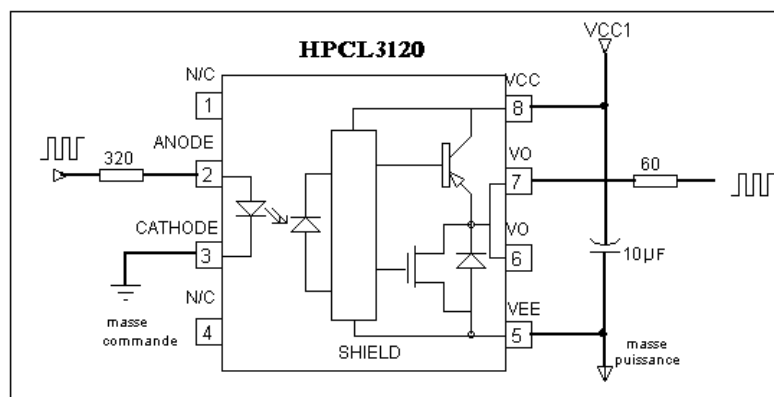 HPCL3120
VCC1
N/C
1
VCC
8
ANODE
320
2
VO
7
60
CATHODE
3
VO
6
10µF
masse
commande
N/C
4
VEE
5
SHIELD
masse
puissance